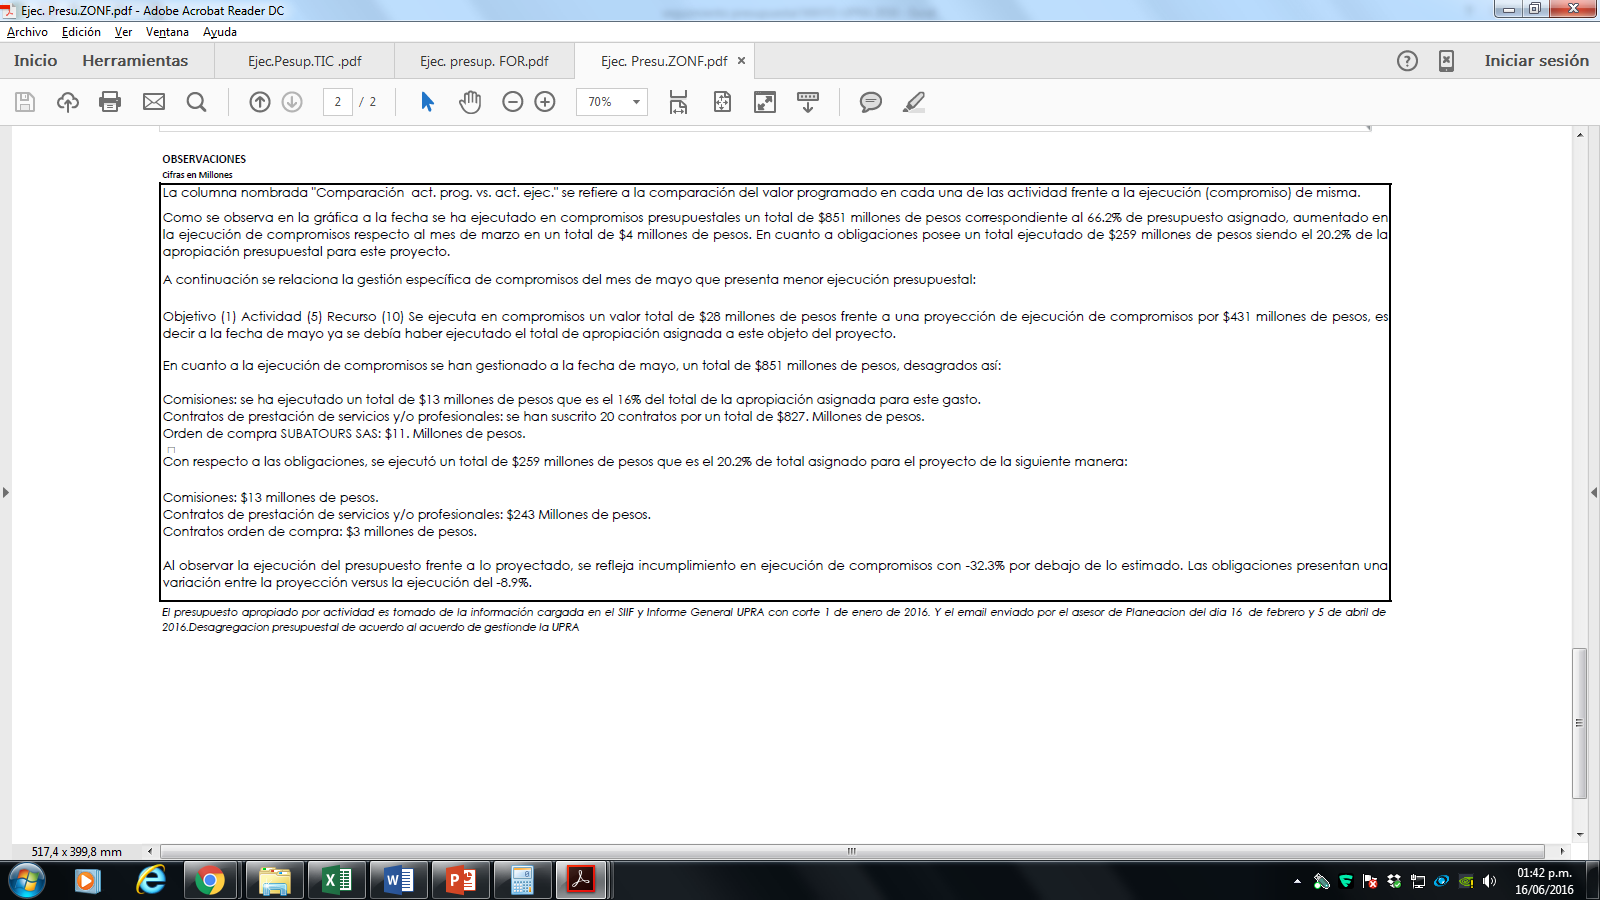 Ejec. Presu.ZONF.pdf - Adobe Acrobat Reader DC
Archivo Edición Ver Ventana Ayuda
Inicio Herramientas Ejec.Pesup.TIC .pdf Ejec. presup. FOR.pdf Ejec. Presu.ZONF.pdf × Iniciar sesión
2 / 2 70%
OBSERVACIONES
Cifras en Millones
La columna nombrada "Comparación act. prog. vs. act. ejec." se refiere a la comparación del valor programado en cada una de las actividad frente a la ejecución (compromiso) de misma.
Como se observa en la gráfica a la fecha se ha ejecutado en compromisos presupuestales un total de $851 millones de pesos correspondiente al 66.2% de presupuesto asignado, aumentado en
la ejecución de compromisos respecto al mes de marzo en un total de $4 millones de pesos. En cuanto a obligaciones posee un total ejecutado de $259 millones de pesos siendo el 20.2% de la
apropiación presupuestal para este proyecto.
A continuación se relaciona la gestión específica de compromisos del mes de mayo que presenta menor ejecución presupuestal:
Objetivo (1) Actividad (5) Recurso (10) Se ejecuta en compromisos un valor total de $28 millones de pesos frente a una proyección de ejecución de compromisos por $431 millones de pesos, es
decir a la fecha de mayo ya se debía haber ejecutado el total de apropiación asignada a este objeto del proyecto.
En cuanto a la ejecución de compromisos se han gestionado a la fecha de mayo, un total de $851 millones de pesos, desagrados así:
Comisiones: se ha ejecutado un total de $13 millones de pesos que es el 16% del total de la apropiación asignada para este gasto.
Contratos de prestación de servicios y/o profesionales: se han suscrito 20 contratos por un total de $827. Millones de pesos.
Orden de compra SUBATOURS SAS: $11. Millones de pesos.
Con respecto a las obligaciones, se ejecutó un total de $259 millones de pesos que es el 20.2% de total asignado para el proyecto de la siguiente manera:
Comisiones: $13 millones de pesos.
Contratos de prestación de servicios y/o profesionales: $243 Millones de pesos.
Contratos orden de compra: $3 millones de pesos.
Al observar la ejecución del presupuesto frente a lo proyectado, se refleja incumplimiento en ejecución de compromisos con -32.3% por debajo de lo estimado. Las obligaciones presentan una
variación entre la proyección versus la ejecución del -8.9%.
El presupuesto apropiado por actividad es tomado de la información cargada en el SIIF y Informe General UPRA con corte 1 de enero de 2016. Y el email enviado por el asesor de Planeacion del dia 16 de febrero y 5 de abril de
2016.Desagregacion presupuestal de acuerdo al acuerdo de gestionde la UPRA
517,4 x 399,8 mm
01:42 p.m.
16/06/2016